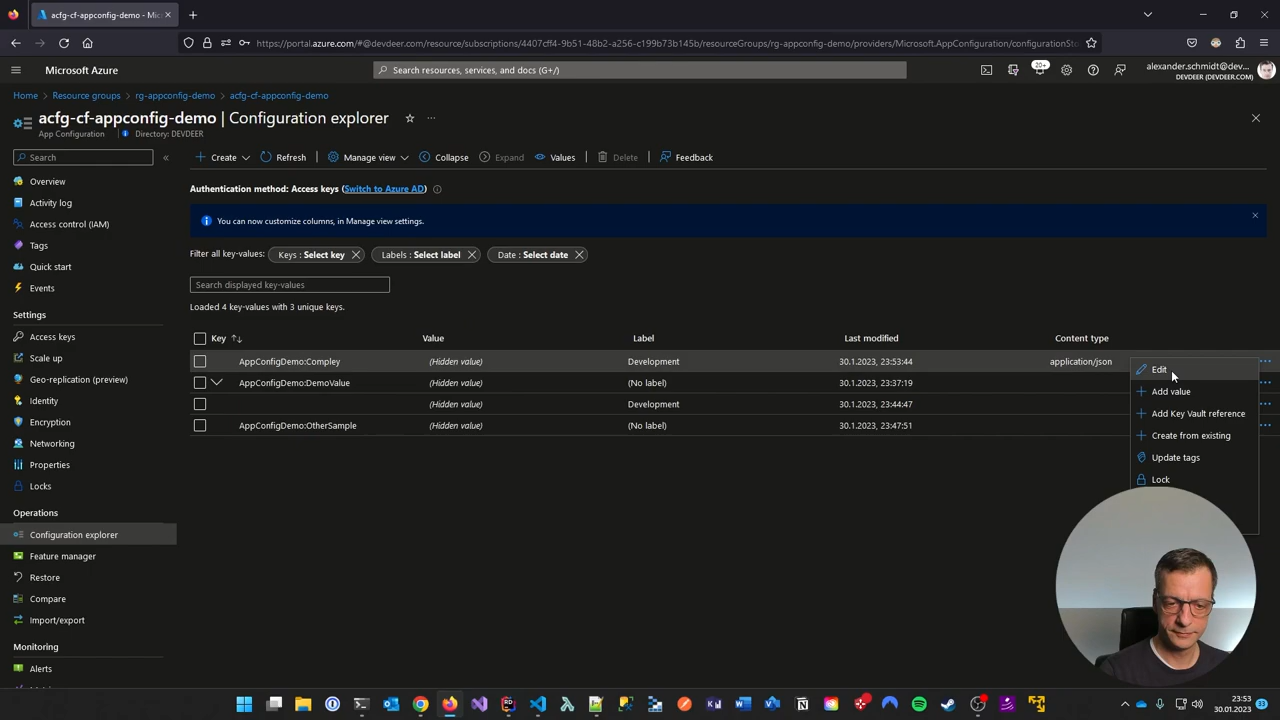 acfg-cf-appconfig-demo - Mic
https://portal.azure.com/#@devdeer.com/resource/subscriptions/4407cff4-9b51-48b2-a256-c199b73b145b/resourceGroups/rg-appconfig-demo/providers/Microsoft.AppConfiguration/configurationSto
Microsoft Azure
Search resources, services, and docs (G+/)
20+
alexander.schmidt@dev...
DEVDEER (DEVDEER.COM)
Home > Resource groups > rg-appconfig-demo > acfg-cf-appconfig-demo
acfg-cf-appconfig-demo | Configuration explorer
App Configuration
Directory: DEVDEER
Search
Overview
Activity log
Access control (IAM)
Tags
Quick start
Events
Settings
Access keys
Scale up
Geo-replication (preview)
Identity
Encryption
Networking
Properties
Locks
Operations
Configuration explorer
Feature manager
Restore
Compare
Import/export
Monitoring
Alerts
Create
Refresh
Manage view
Collapse
Expand
Values
Delete
Feedback
Authentication method: Access keys (Switch to Azure AD)
You can now customize columns, in Manage view settings.
Filter all key-values:
Keys : Select key
Labels : Select label
Date : Select date
Search displayed key-values
Loaded 4 key-values with 3 unique keys.
Key Value Label Last modified Content type
AppConfigDemo:Compley (Hidden value) Development 30.1.2023, 23:53:44 application/json
AppConfigDemo:DemoValue (Hidden value) (No label) 30.1.2023, 23:37:19
(Hidden value) Development 30.1.2023, 23:44:47
AppConfigDemo:OtherSample (Hidden value) (No label) 30.1.2023, 23:47:51
Edit
Add value
Add Key Vault reference
Create from existing
Update tags
Lock
23:53
30.01.2023
33